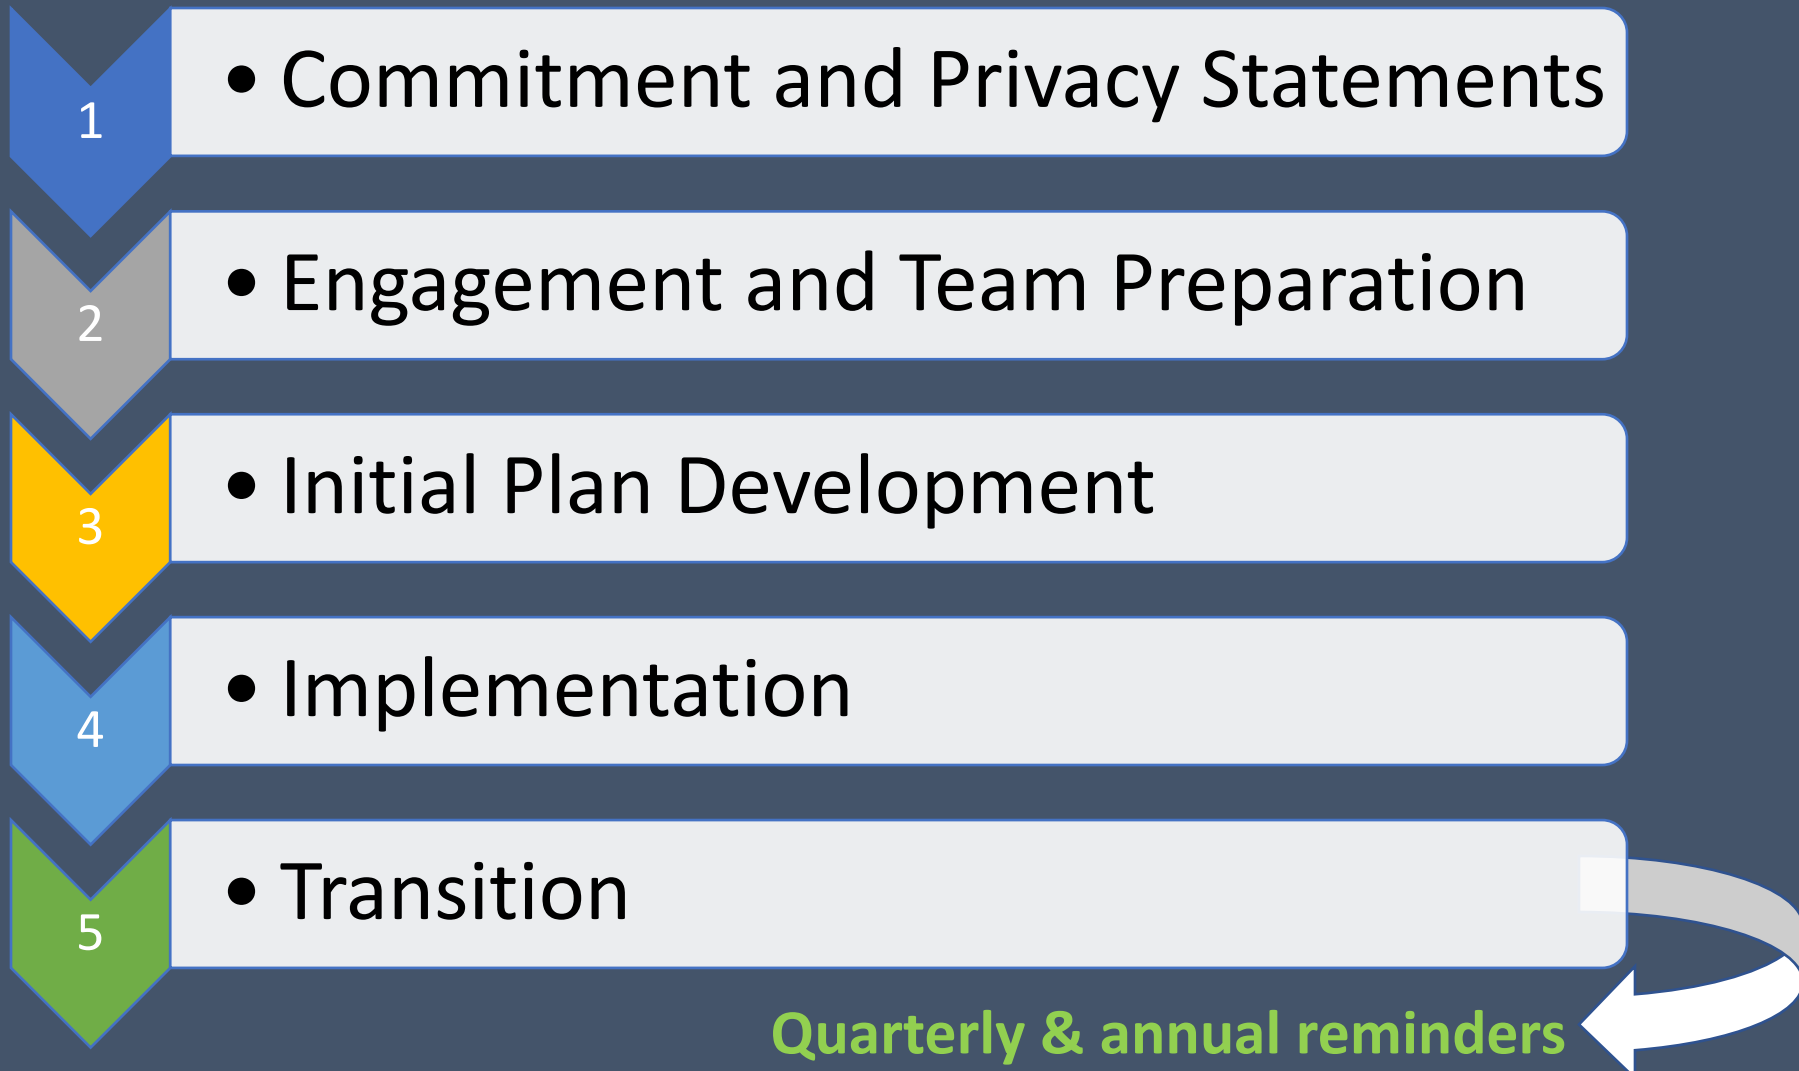 1
• Commitment and Privacy Statements
2
• Engagement and Team Preparation
3
• Initial Plan Development
4
• Implementation
5
• Transition
Quarterly & annual reminders